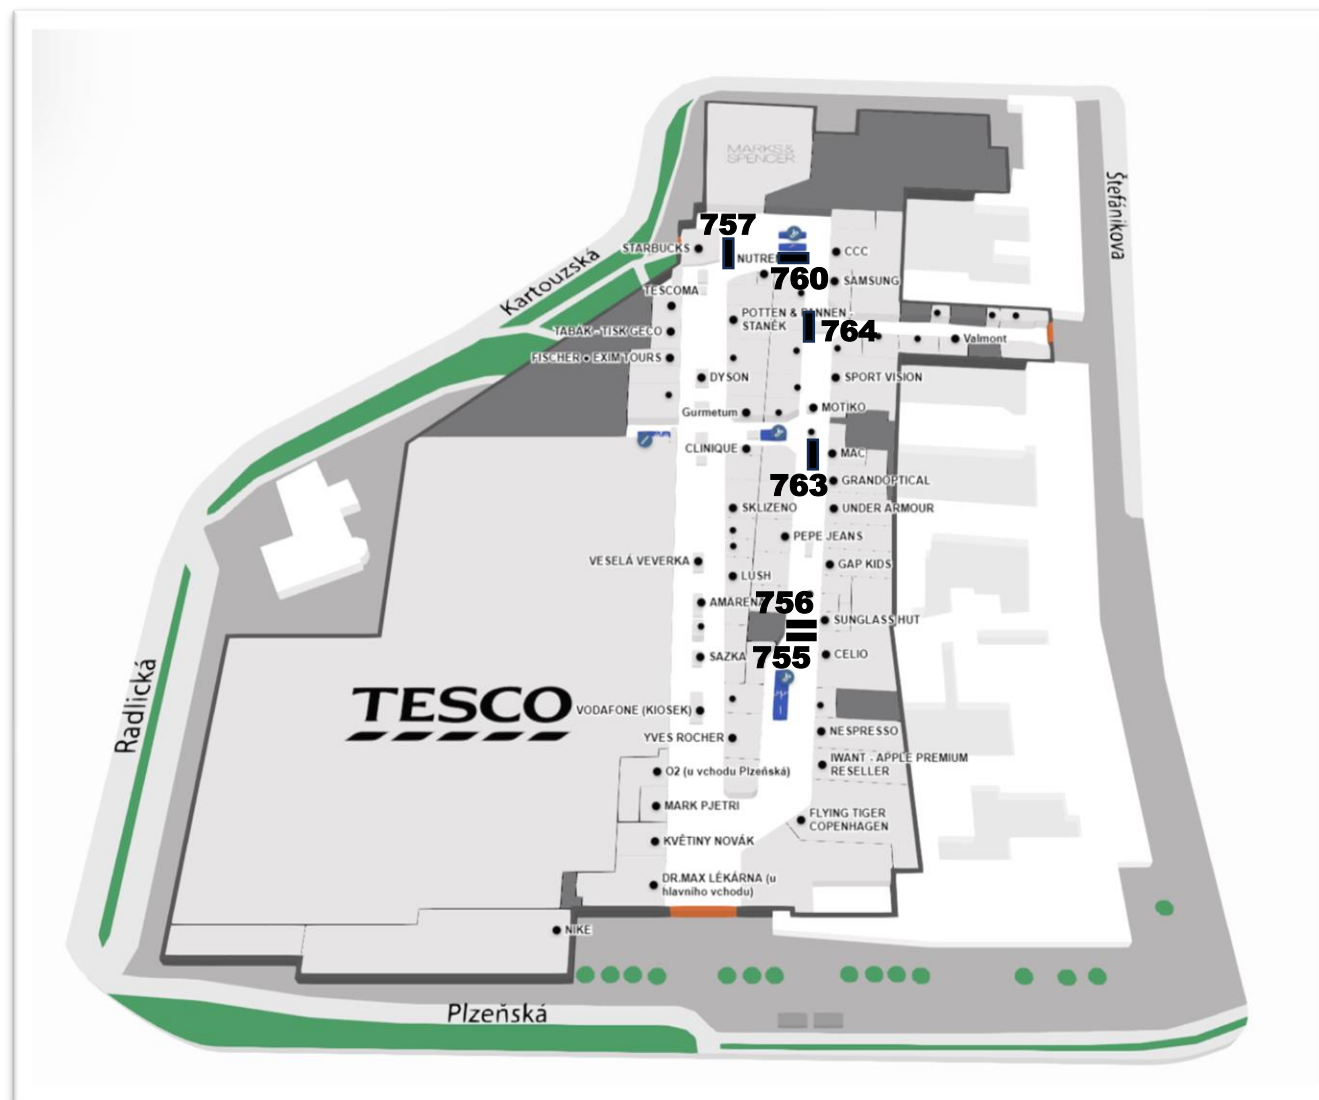 MARKS&
SPENCER
Štefánikova
Kartouzská
757
STARBUCKS
CCC
760
SAMSUNG
TESCOMA
POTTEN & PANNEN -
STANĚK
764
TABÁK - TISK GECO
Valmont
FISCHER • EXIM TOURS
DYSON
SPORT VISION
Gurmetum
MOTIKO
CLINIQUE
MAC
763
GRANDOPTICAL
SKLIZENO
UNDER ARMOUR
PEPE JEANS
VESELÁ VEVERKA
GAP KIDS
LUSH
AMARENA
756
SUNGLASS HUT
SAZKA
755
CELIO
Radlická
TESCO
VODAFONE (KIOSEK)
NESPRESSO
YVES ROCHER
IWANT - APPLE PREMIUM
RESELLER
O2 (u vchodu Plzeňská)
MARK PJETRI
FLYING TIGER
COPENHAGEN
KVĚTINY NOVÁK
DR.MAX LÉKÁRNA (u
hlavního vchodu)
NIKE
Plzeňská